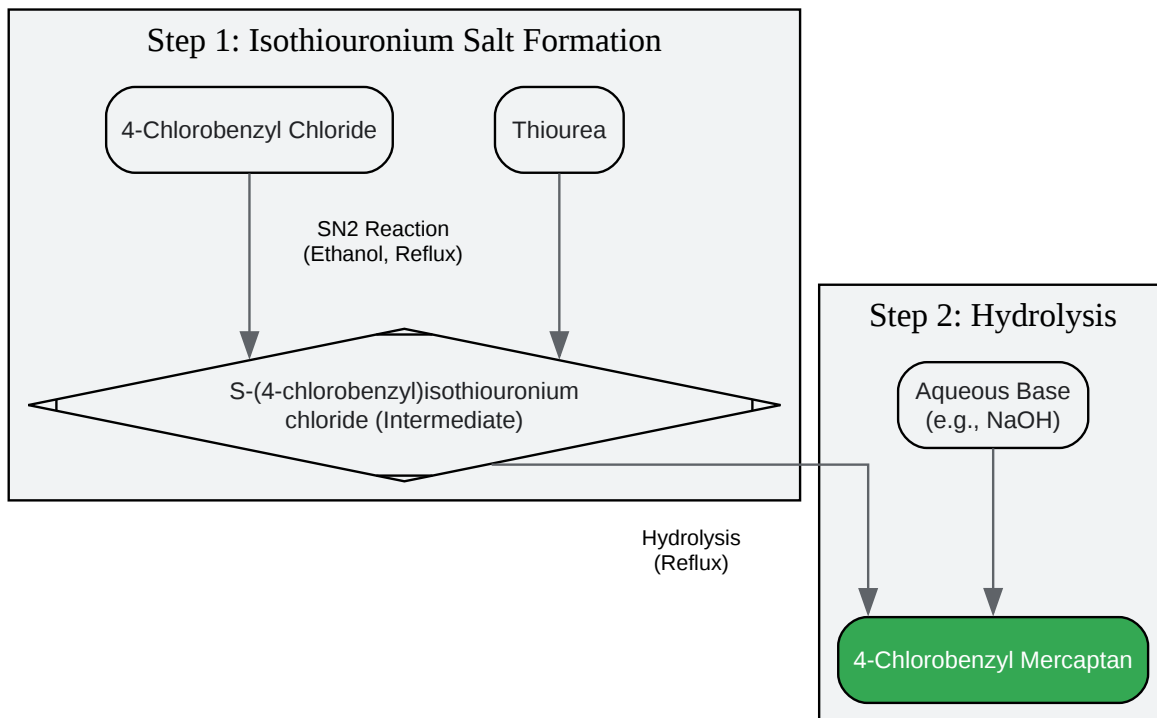 Step 1: Isothiouronium Salt Formation
4-Chlorobenzyl Chloride
Thiourea
SN2 Reaction
(Ethanol, Reflux)
S-(4-chlorobenzyl)isothiouronium
chloride (Intermediate)
Hydrolysis
(Reflux)
Step 2: Hydrolysis
Aqueous Base
(e.g., NaOH)
4-Chlorobenzyl Mercaptan